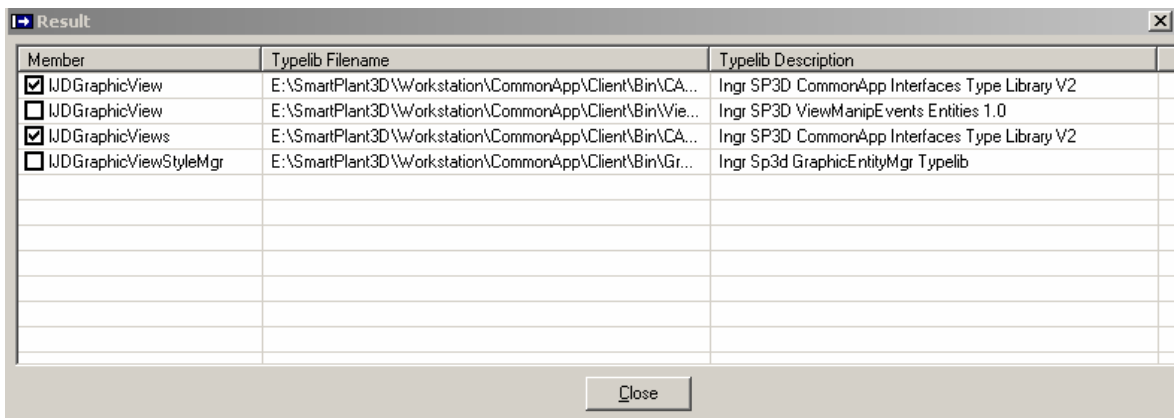 Result
Member Typelib Filename Typelib Description
IJDGraphicView E:\SmartPlant3D\Workstation\CommonApp\Client\Bin\CA... Ingr SP3D CommonApp Interfaces Type Library V2
IJDGraphicView E:\SmartPlant3D\Workstation\CommonApp\Client\Bin\Vie... Ingr SP3D ViewManipEvents Entities 1.0
IJDGraphicViews E:\SmartPlant3D\Workstation\CommonApp\Client\Bin\CA... Ingr SP3D CommonApp Interfaces Type Library V2
IJDGraphicViewStyleMgr E:\SmartPlant3D\Workstation\CommonApp\Client\Bin\Gr... Ingr Sp3d GraphicEntityMgr Typelib
Close